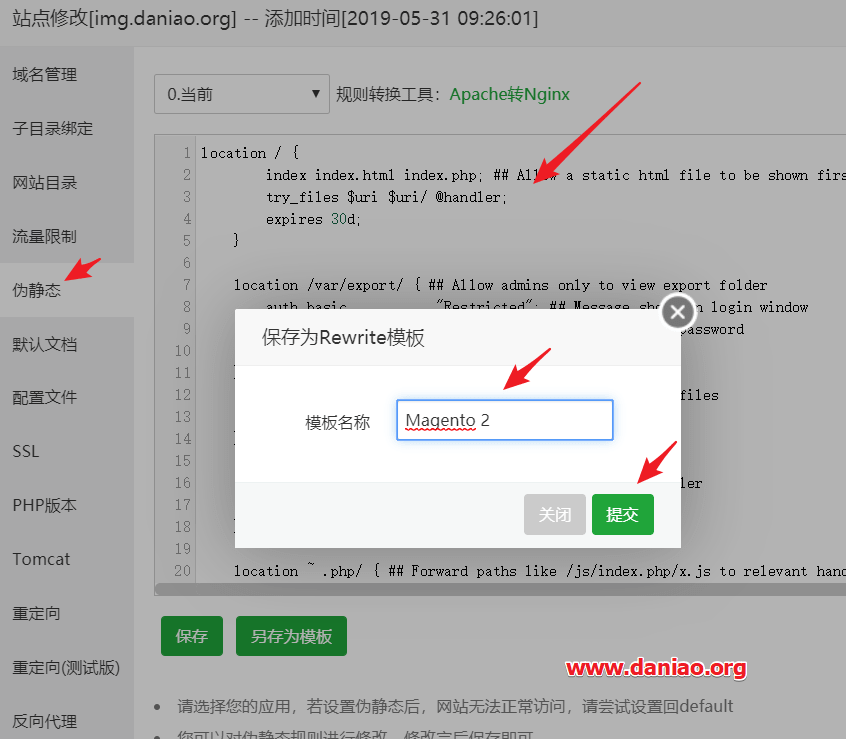 站点修改[img.daniao.org] -- 添加时间[2019-05-31 09:26:01]
域名管理
子目录绑定
网站目录
流量限制
伪静态
默认文档
配置文件
SSL
PHP版本
Tomcat
重定向
重定向(测试版)
反向代理
0.当前 ▼ 规则转换工具：Apache转Nginx
1 location / {
2 index index.html index.php; ## Allow a static html file to be shown firs
3 try_files $uri $uri/ @handler;
4 expires 30d;
5 }
6
7 location /var/export/ { ## Allow admins only to view export folder
8 auth_basic "Restricted"; ## Message shown in login window
9 password
10
11
12 files
13
14
15
16 ler
17
18
19
20 location ~ .php/ { ## Forward paths like /js/index.php/x.js to relevant hand
保存为Rewrite模板
模板名称 Magento 2
关闭 提交
保存 另存为模板
www.daniao.org
• 请选择您的应用，若设置伪静态后，网站无法正常访问，请尝试设置回default
• 您可以对伪静态规则进行修改，修改完后保存即可